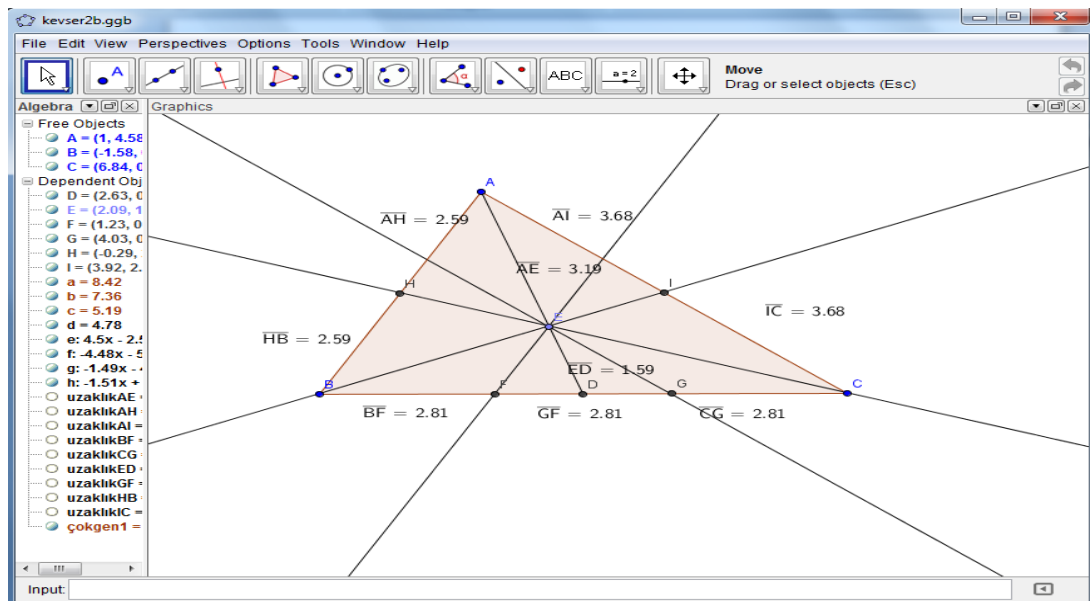 kevser2b.ggb
File Edit View Perspectives Options Tools Window Help
A
α
ABC
a = 2
Move
Drag or select objects (Esc)
Algebra
Graphics
Free Objects
A = (1, 4.58
B = (-1.58,
C = (6.84, 0
Dependent Obj
D = (2.63, 0
E = (2.09, 1
F = (1.23, 0
G = (4.03, 0
H = (-0.29,
I = (3.92, 2.
a = 8.42
b = 7.36
c = 5.19
d = 4.78
e: 4.5x - 2.5
f: -4.48x - 5
g: -1.49x -
h: -1.51x +
uzaklıkAE =
uzaklıkAH =
uzaklıkAI =
uzaklıkBF =
uzaklıkCG =
uzaklıkED
uzaklıkGF =
uzaklıkHB =
uzaklıkIC =
çokgen1 =
A
AH = 2.59
AI = 3.68
AE = 3.19
H
I
IC = 3.68
E
HB = 2.59
ED = 1.59
B
F
D
G
C
BF = 2.81
GF = 2.81
CG = 2.81
Input: